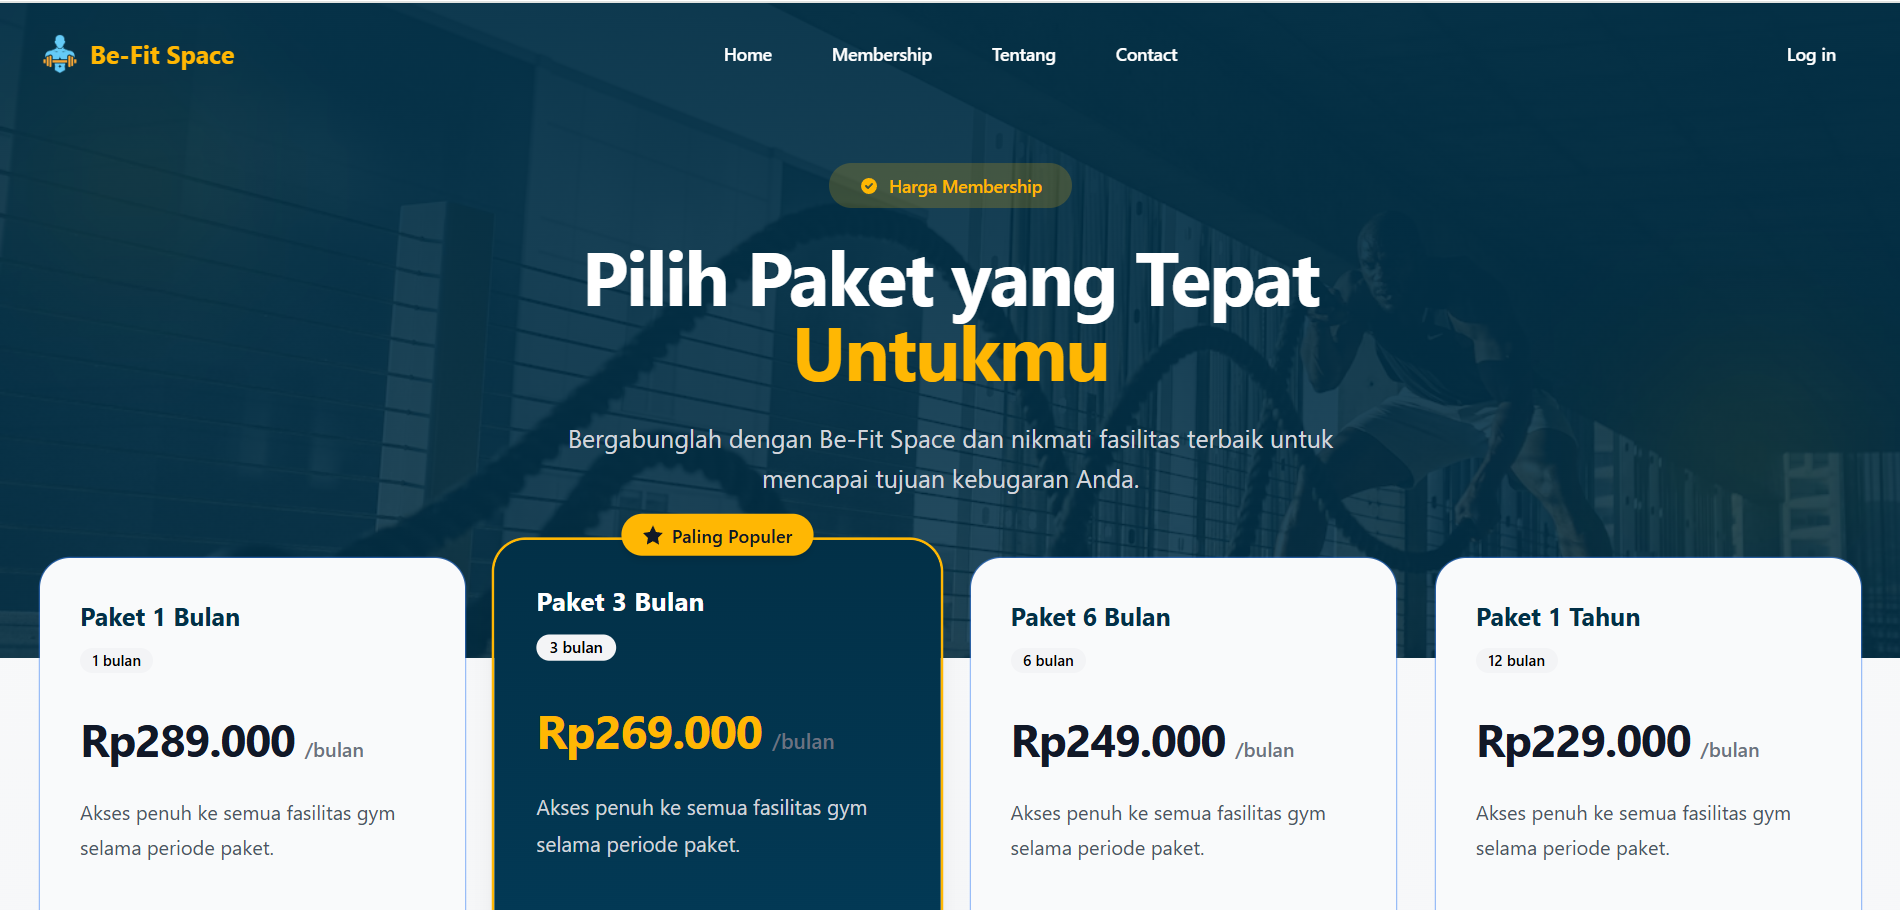 Be-Fit Space
Home
Membership
Tentang
Contact
Log in
Harga Membership
Pilih Paket yang Tepat
Untukmu
Bergabunglah dengan Be-Fit Space dan nikmati fasilitas terbaik untuk
mencapai tujuan kebugaran Anda.
Paket 1 Bulan
1 bulan
Rp289.000 /bulan
Akses penuh ke semua fasilitas gym
selama periode paket.
Paling Populer
Paket 3 Bulan
3 bulan
Rp269.000 /bulan
Akses penuh ke semua fasilitas gym
selama periode paket.
Paket 6 Bulan
6 bulan
Rp249.000 /bulan
Akses penuh ke semua fasilitas gym
selama periode paket.
Paket 1 Tahun
12 bulan
Rp229.000 /bulan
Akses penuh ke semua fasilitas gym
selama periode paket.